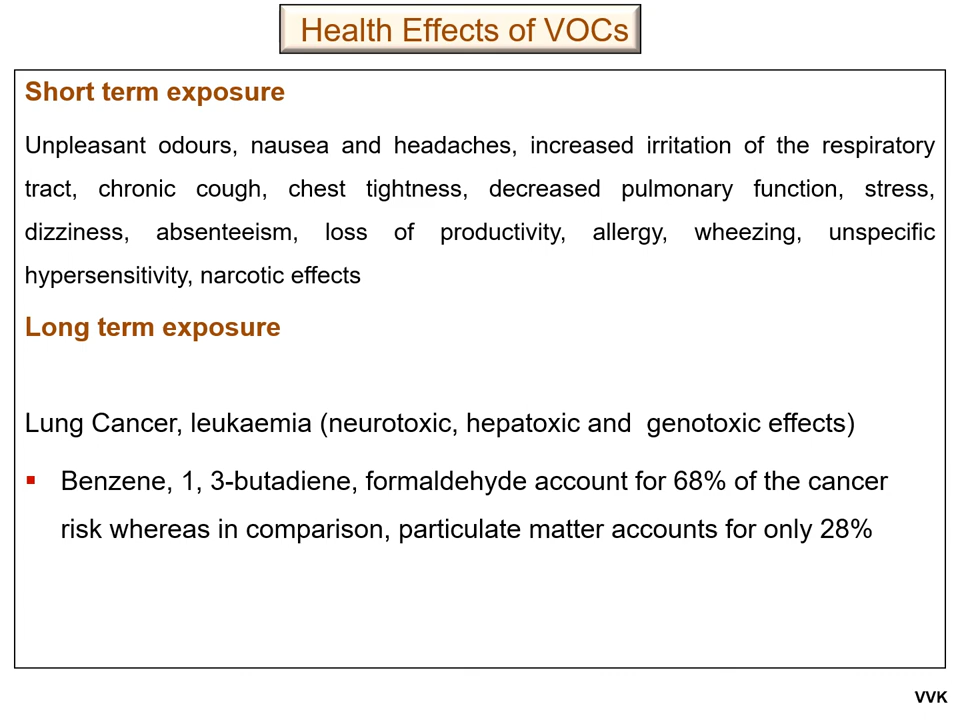 Health Effects of VOCs
Short term exposure
Unpleasant odours, nausea and headaches, increased irritation of the respiratory
tract, chronic cough, chest tightness, decreased pulmonary function, stress,
dizziness, absenteeism, loss of productivity, allergy, wheezing, unspecific
hypersensitivity, narcotic effects
Long term exposure
Lung Cancer, leukaemia (neurotoxic, hepatoxic and genotoxic effects)
▪ Benzene, 1, 3-butadiene, formaldehyde account for 68% of the cancer
risk whereas in comparison, particulate matter accounts for only 28%
VVK